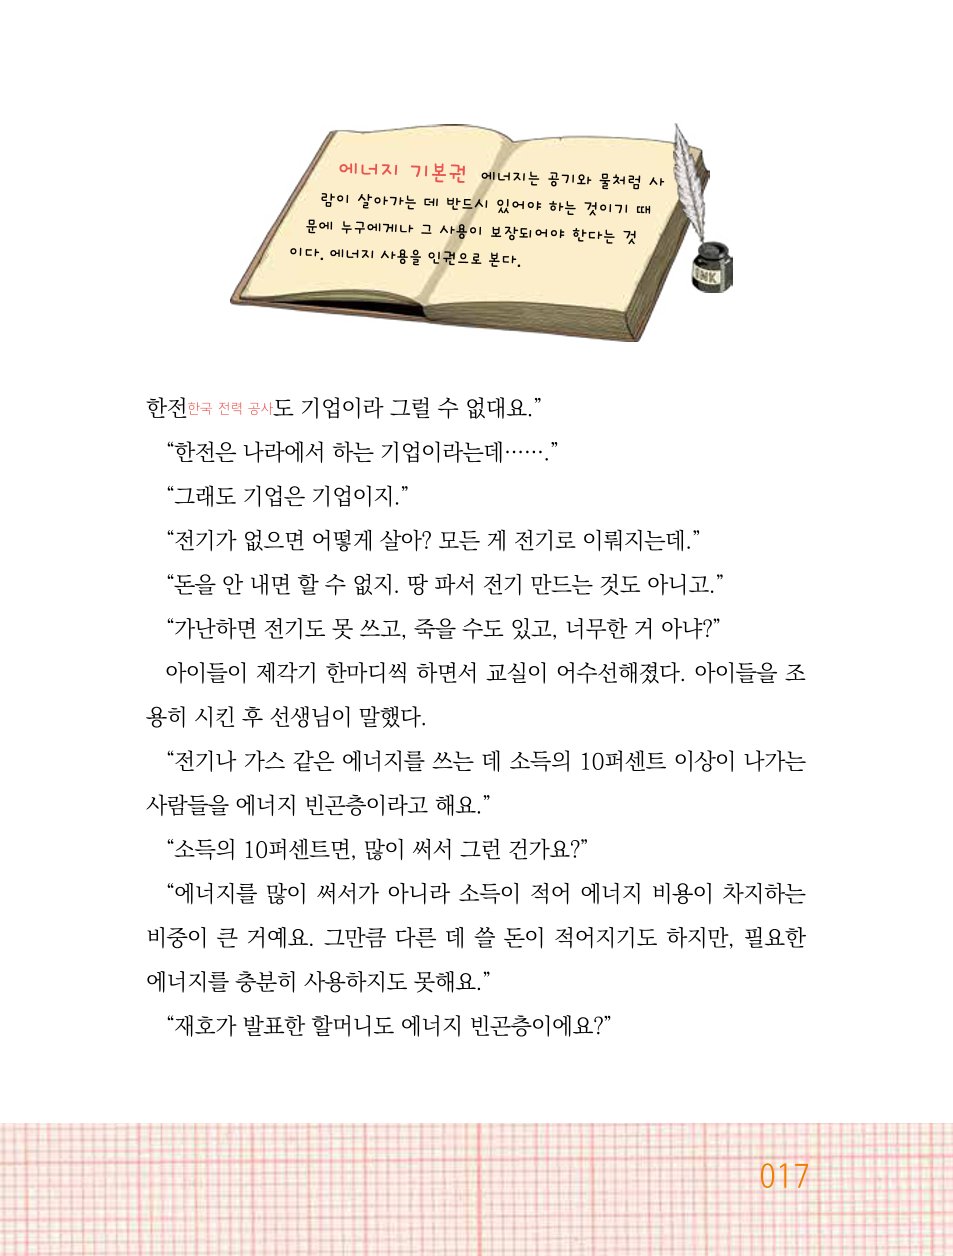 에너지 기본권 에너지는 공기와 물처럼 사
람이 살아가는 데 반드시 있어야 하는 것이기 때
문에 누구에게나 그 사용이 보장되어야 한다는 것
이다. 에너지 사용을 인권으로 본다.
INK
한전한국 전력 공사도 기업이라 그럴 수 없대요.”
“한전은 나라에서 하는 기업이라는데…….”
“그래도 기업은 기업이지.”
“전기가 없으면 어떻게 살아? 모든 게 전기로 이뤄지는데.”
“돈을 안 내면 할 수 없지. 땅 파서 전기 만드는 것도 아니고.”
“가난하면 전기도 못 쓰고, 죽을 수도 있고, 너무한 거 아냐?”
아이들이 제각기 한마디씩 하면서 교실이 어수선해졌다. 아이들을 조
용히 시킨 후 선생님이 말했다.
“전기나 가스 같은 에너지를 쓰는 데 소득의 10퍼센트 이상이 나가는
사람들을 에너지 빈곤층이라고 해요.”
“소득의 10퍼센트면, 많이 써서 그런 건가요?”
“에너지를 많이 써서가 아니라 소득이 적어 에너지 비용이 차지하는
비중이 큰 거예요. 그만큼 다른 데 쓸 돈이 적어지기도 하지만, 필요한
에너지를 충분히 사용하지도 못해요.”
“재호가 발표한 할머니도 에너지 빈곤층이에요?”
017